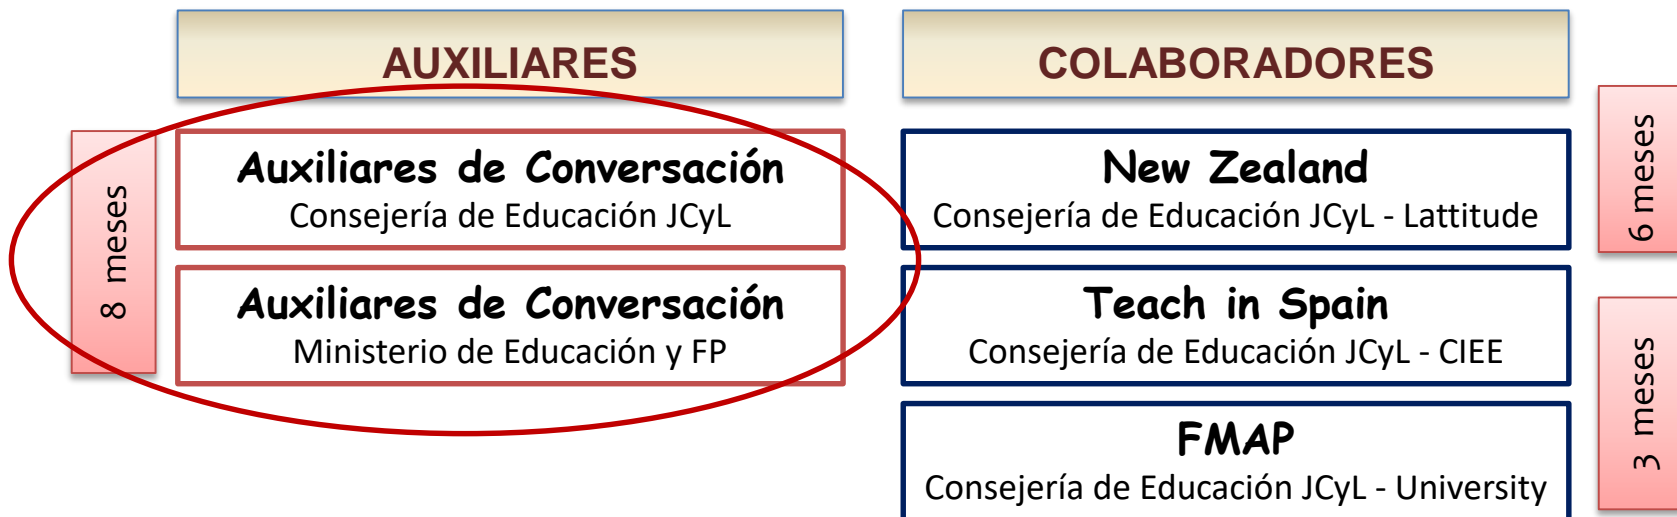 AUXILIARES
COLABORADORES
8 meses
Auxiliares de Conversación
Consejería de Educación JCyL
Auxiliares de Conversación
Ministerio de Educación y FP
New Zealand
Consejería de Educación JCyL - Lattitude
Teach in Spain
Consejería de Educación JCyL - CIEE
FMAP
Consejería de Educación JCyL - University
6 meses
3 meses